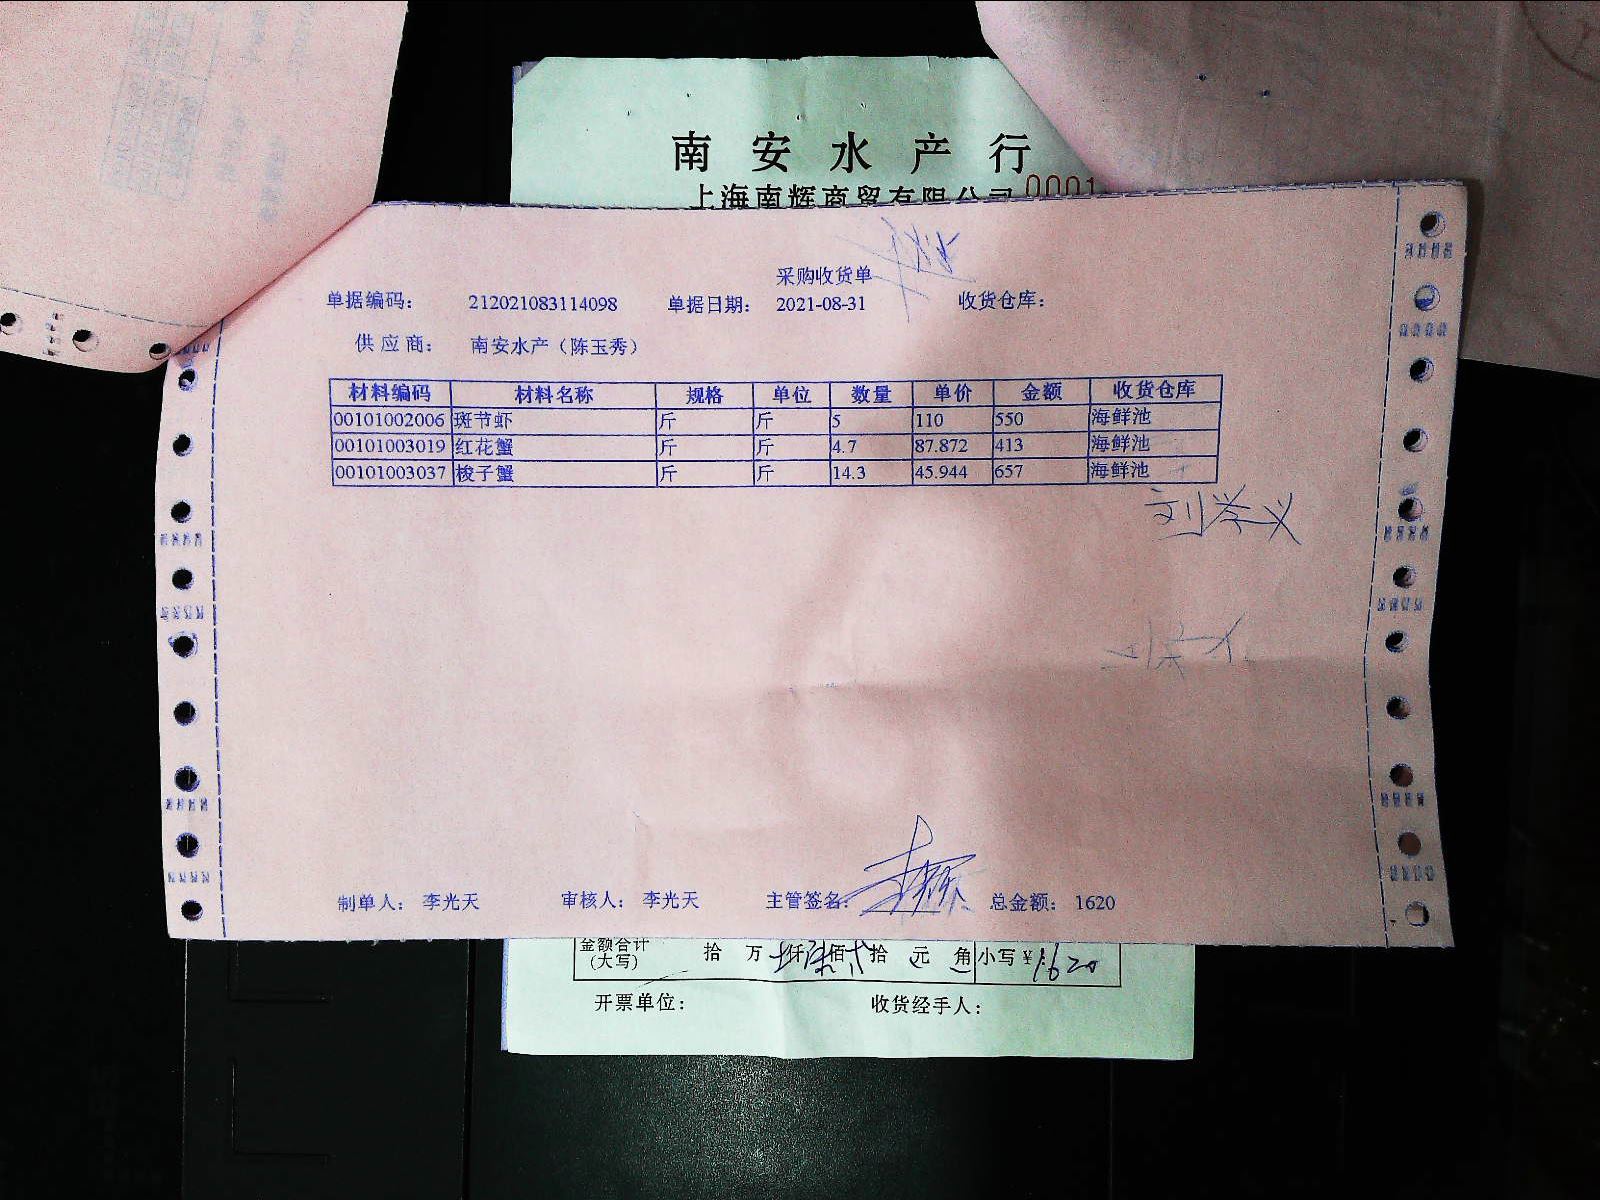 南安水产行
上海南辉商贸有限公司 0001
采购收货单
单据编码： 212021083114098 单据日期： 2021-08-31 收货仓库：
供应商： 南安水产（陈玉秀）
材料编码 材料名称 规格 单位 数量 单价 金额 收货仓库
00101002006 斑节虾 斤 斤 5 110 550 海鲜池
00101003019 红花蟹 斤 斤 4.7 87.872 413 海鲜池
00101003037 梭子蟹 斤 斤 14.3 45.944 657 海鲜池
刘学义
制单人： 李光天 审核人： 李光天 主管签名： 总金额： 1620
金额合计 拾 万 仟 佰 拾 元 角 小写￥1620
(大写)
开票单位： 收货经手人：